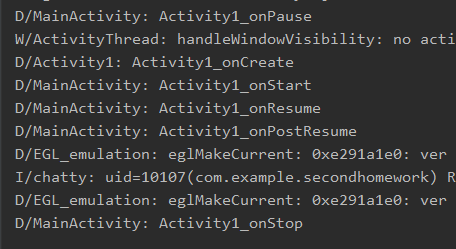 D/MainActivity: Activity1_onPause
W/ActivityThread: handleWindowVisibility: no acti
D/Activity1: Activity1_onCreate
D/MainActivity: Activity1_onStart
D/MainActivity: Activity1_onResume
D/MainActivity: Activity1_onPostResume
D/EGL_emulation: eglMakeCurrent: 0xe291a1e0: ver
I/chatty: uid=10107(com.example.secondhomework) R
D/EGL_emulation: eglMakeCurrent: 0xe291a1e0: ver
D/MainActivity: Activity1_onStop